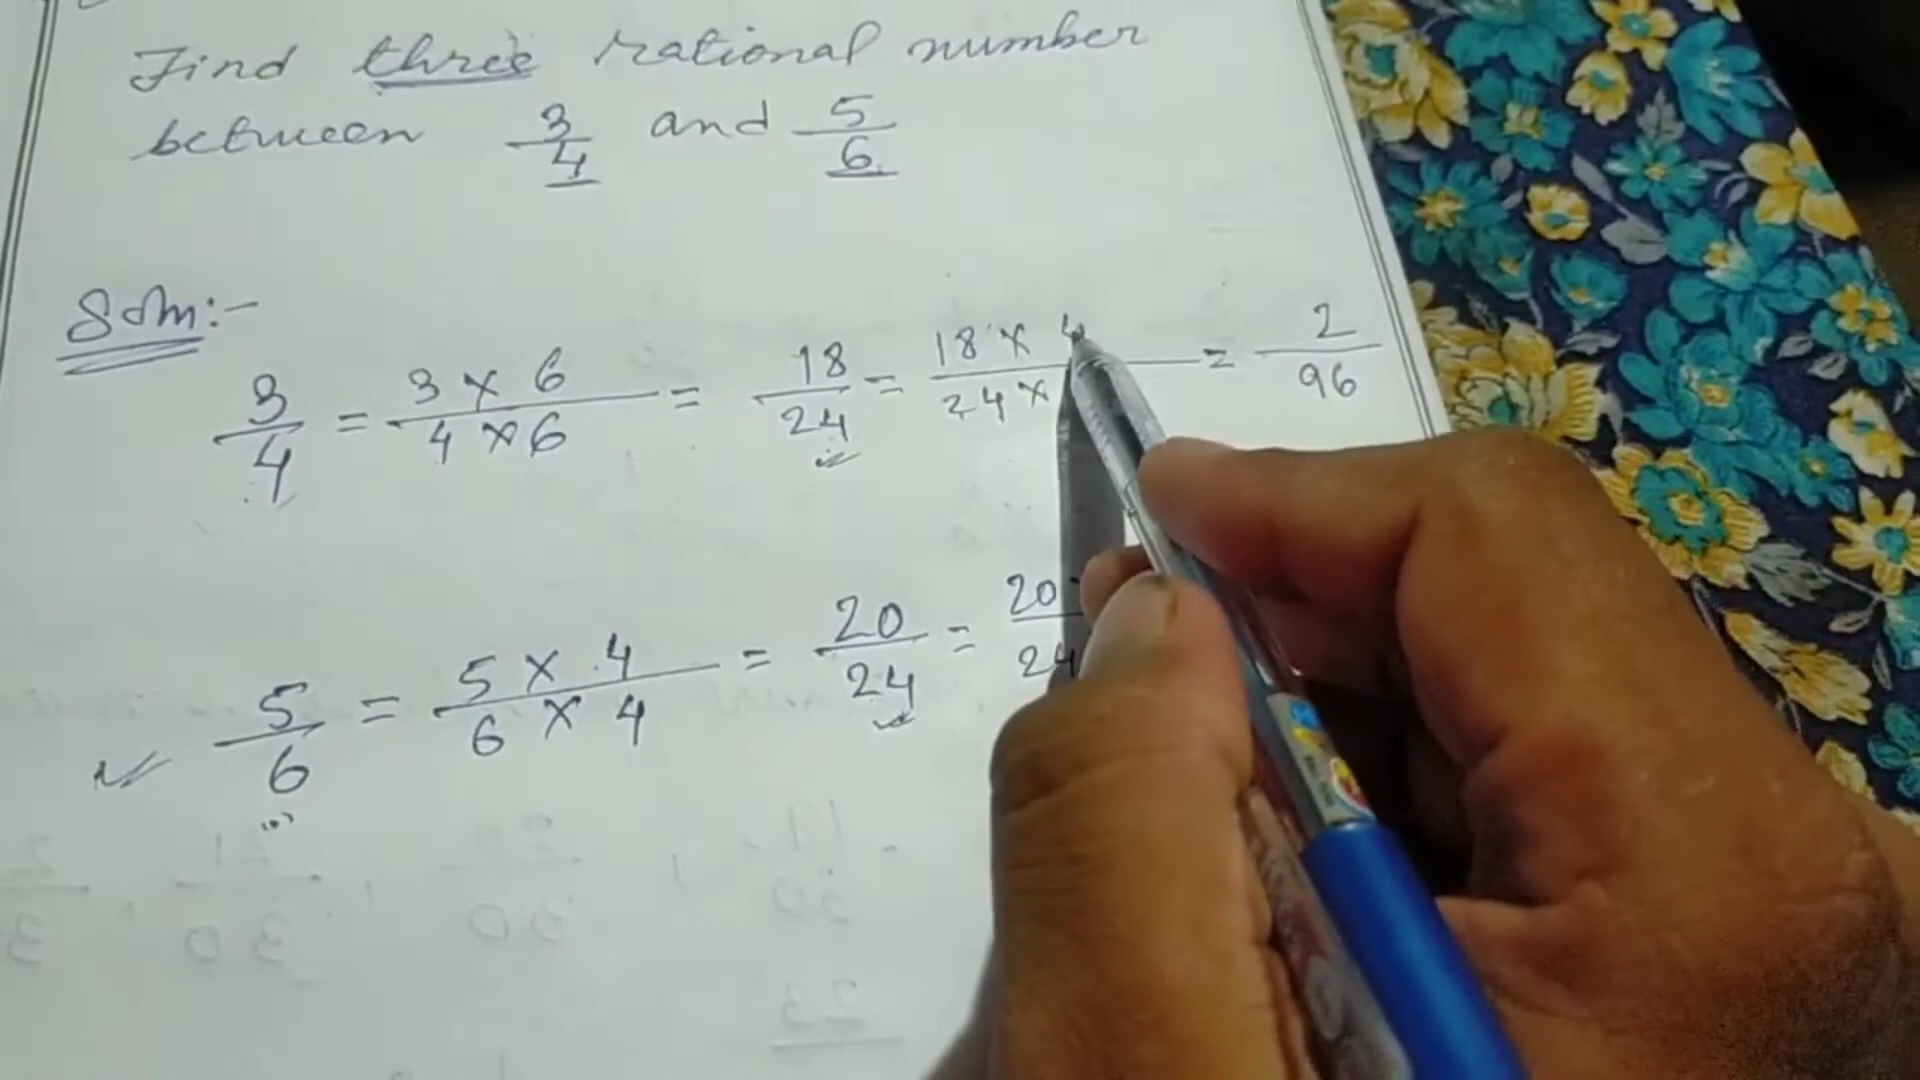 Find three rational number
between 3/4 and 5/6
Soln:-
3/4 = 3 x 6 / 4 x 6 = 18/24 = 18 x 4 / 24 x = 2/96
5/6 = 5 x 4 / 6 x 4 = 20/24 = 20 / 24